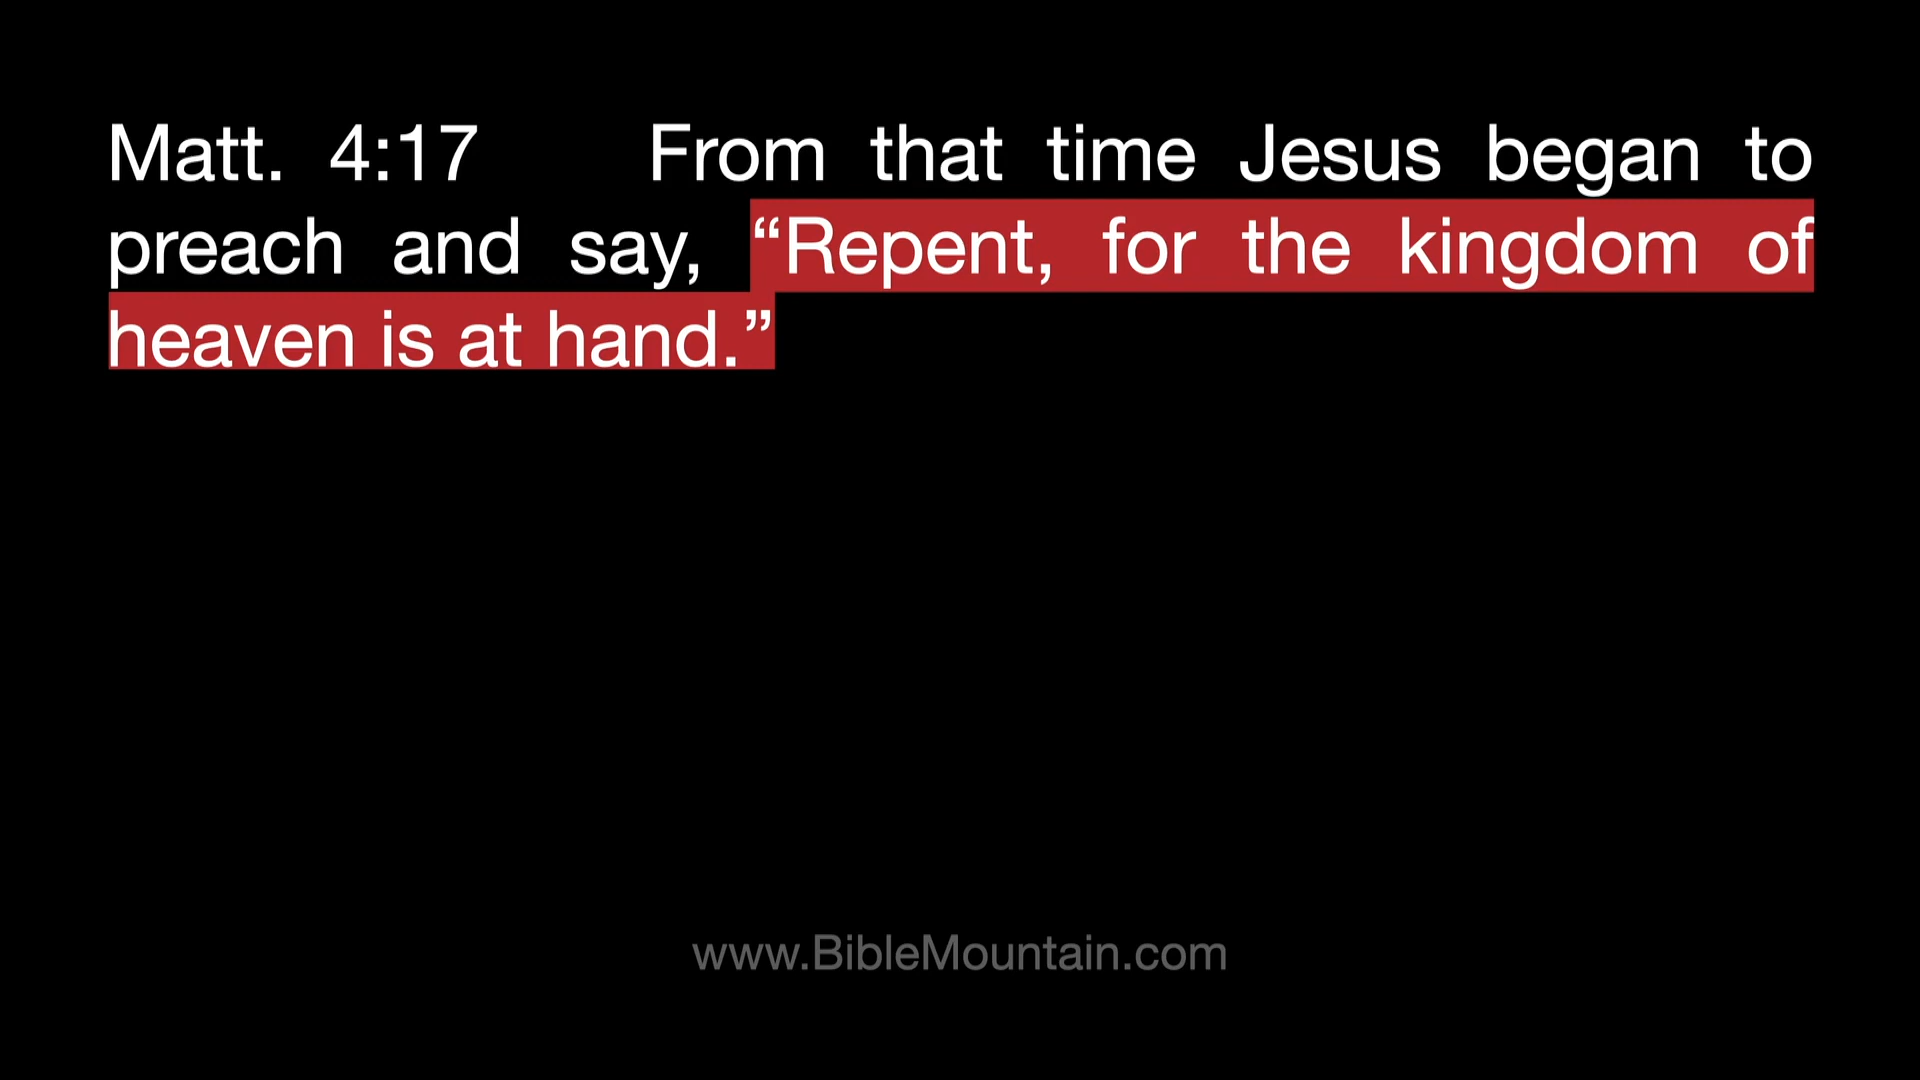 Matt. 4:17 From that time Jesus began to
preach and say, “Repent, for the kingdom of
heaven is at hand.”
www.BibleMountain.com